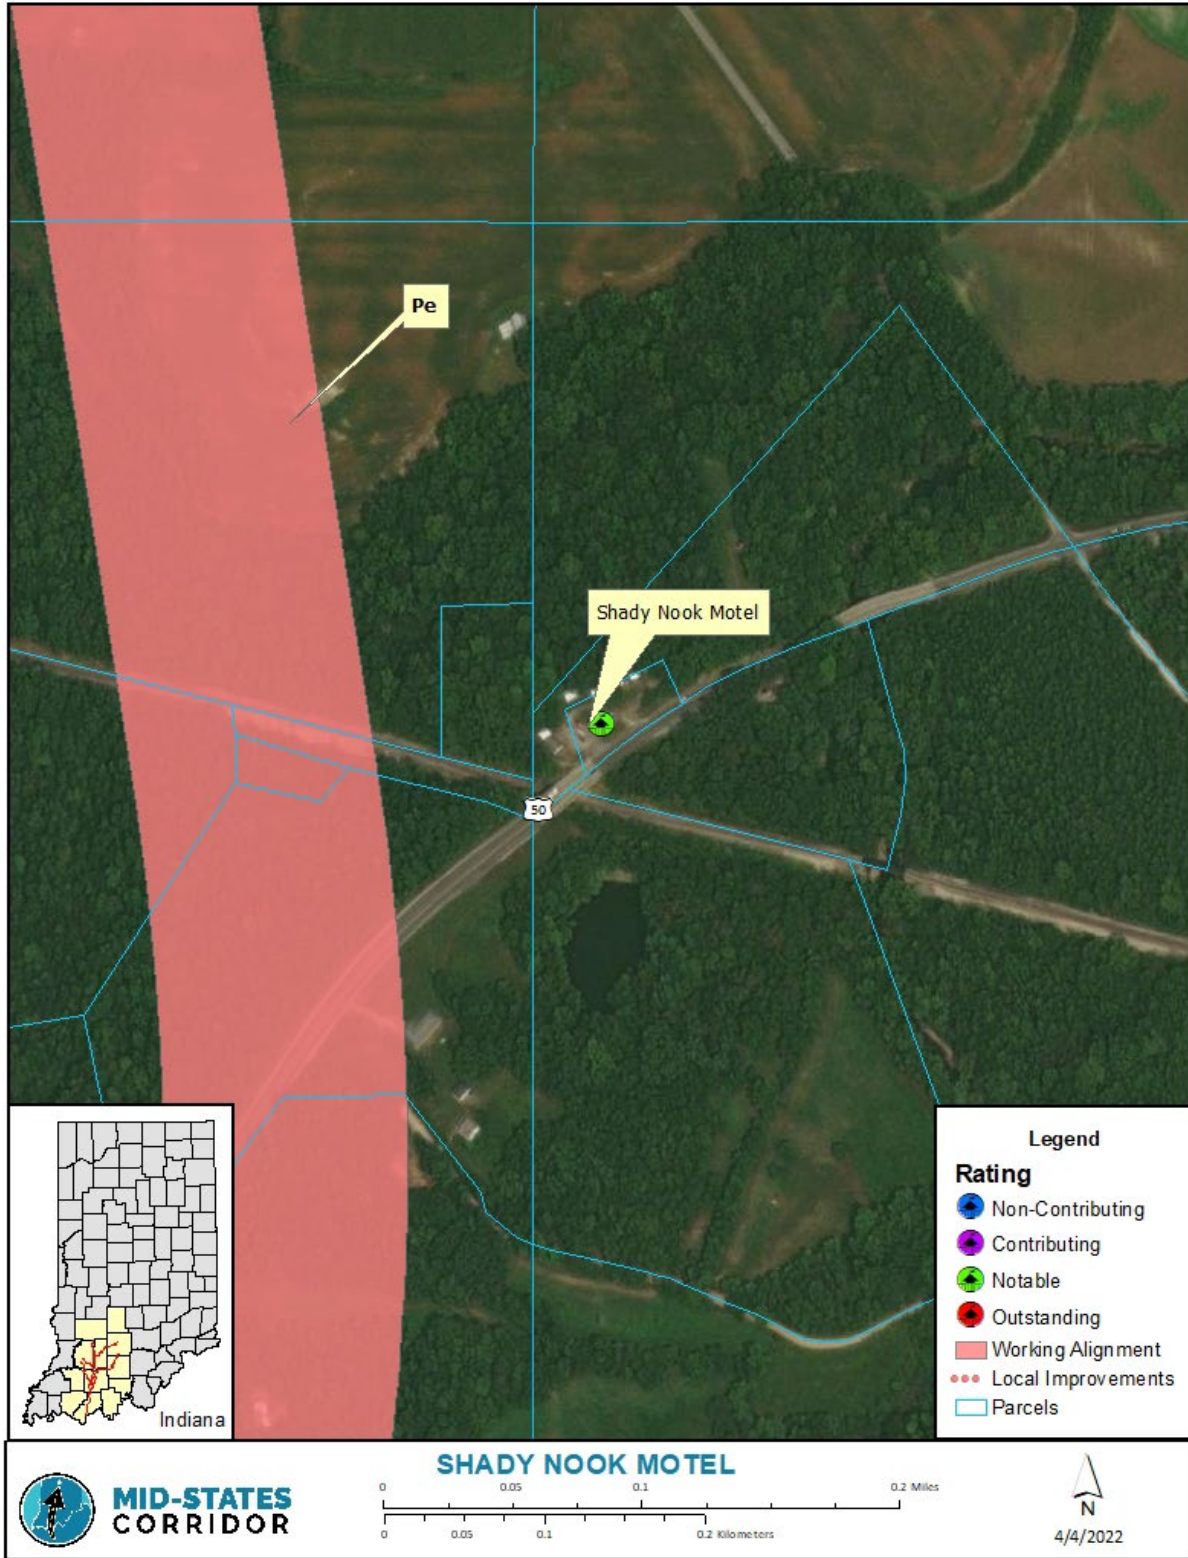 Pe
Shady Nook Motel
50
Indiana
Legend
Rating
Non-Contributing
Contributing
Notable
Outstanding
Working Alignment
Local Improvements
Parcels
MID-STATES
CORRIDOR
SHADY NOOK MOTEL
0 0.05 0.1 0.2 Miles
0 0.05 0.1 0.2 Kilometers
N
4/4/2022